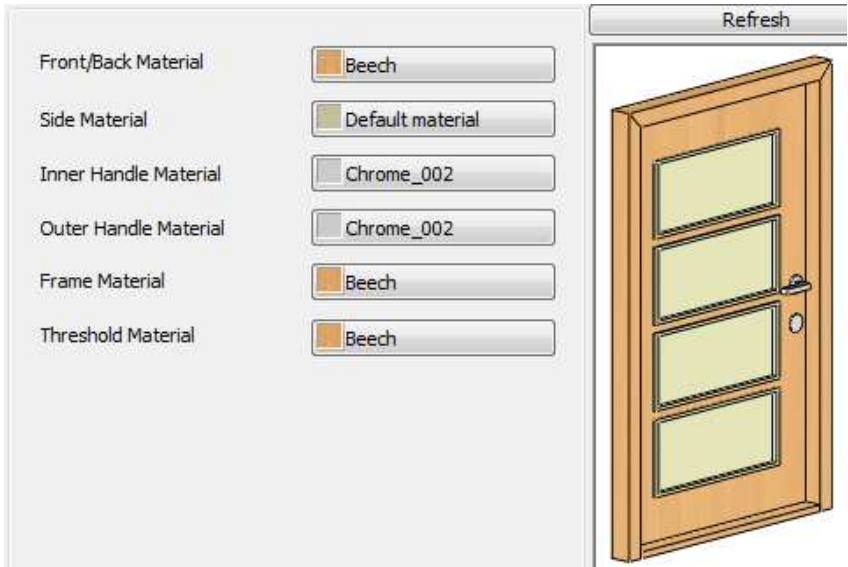 Refresh
Front/Back Material Beech
Side Material Default material
Inner Handle Material Chrome_002
Outer Handle Material Chrome_002
Frame Material Beech
Threshold Material Beech